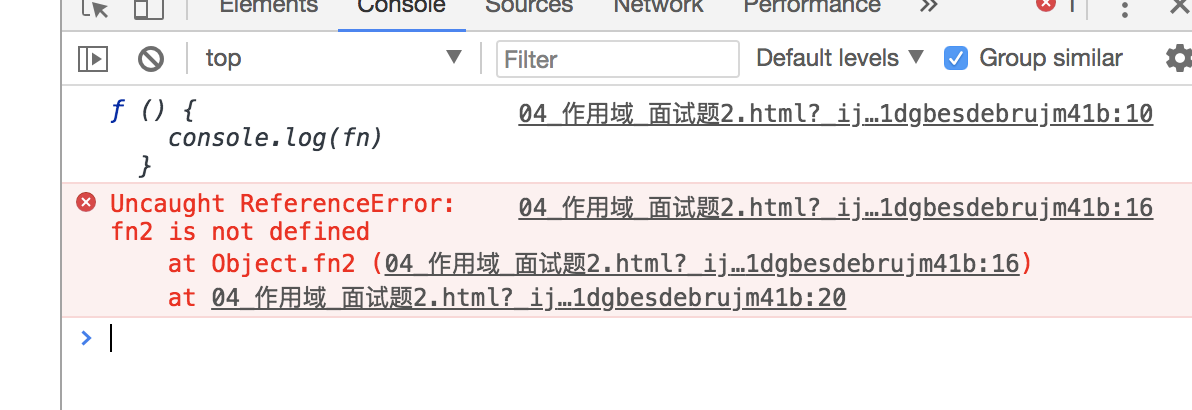 Elements Console Sources Network Performance » 1
top Filter Default levels Group similar
f () { 04_作用域_面试题2.html?_ij…1dgbesdebrujm41b:10
console.log(fn)
}
Uncaught ReferenceError: 04_作用域_面试题2.html?_ij…1dgbesdebrujm41b:16
fn2 is not defined
at Object.fn2 (04_作用域_面试题2.html?_ij…1dgbesdebrujm41b:16)
at 04_作用域_面试题2.html?_ij…1dgbesdebrujm41b:20